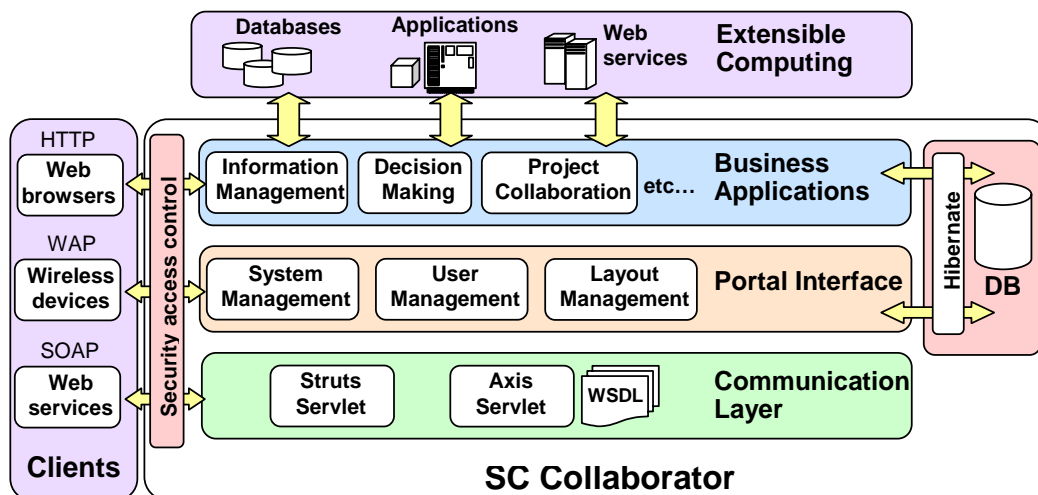 Databases
Applications
Web
services
Extensible
Computing
HTTP
Web
browsers
WAP
Wireless
devices
SOAP
Web
services
Clients
Security access control
Information
Management
Decision
Making
Project
Collaboration
etc…
Business
Applications
System
Management
User
Management
Layout
Management
Portal Interface
Struts
Servlet
Axis
Servlet
WSDL
Communication
Layer
Hibernate
DB
SC Collaborator